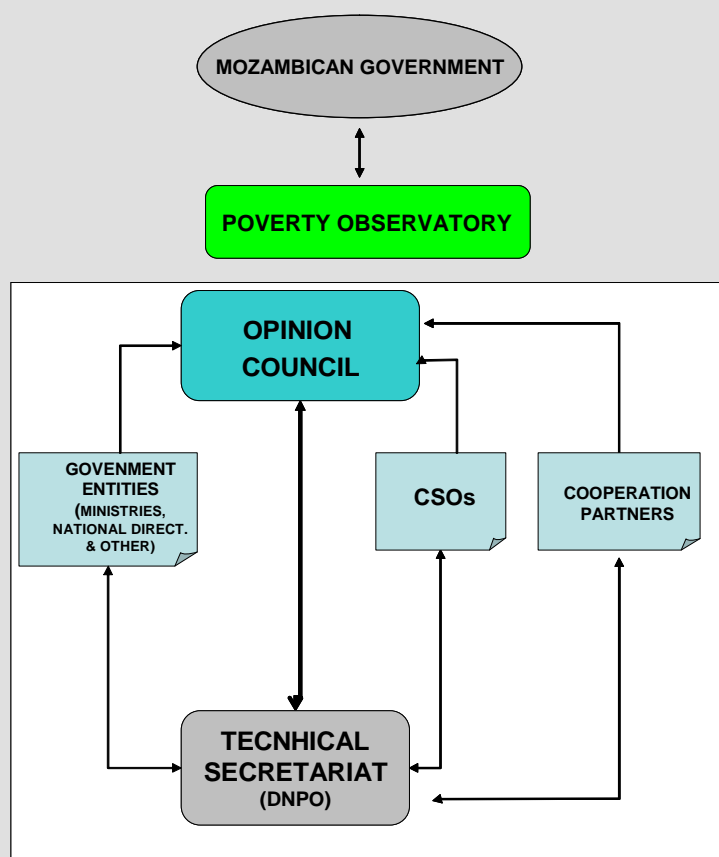 MOZAMBICAN GOVERNMENT
POVERTY OBSERVATORY
OPINION
COUNCIL
GOVENMENT
ENTITIES
(MINISTRIES,
NATIONAL DIRECT.
& OTHER)
CSOs
COOPERATION
PARTNERS
TECNHICAL
SECRETARIAT
(DNPO)